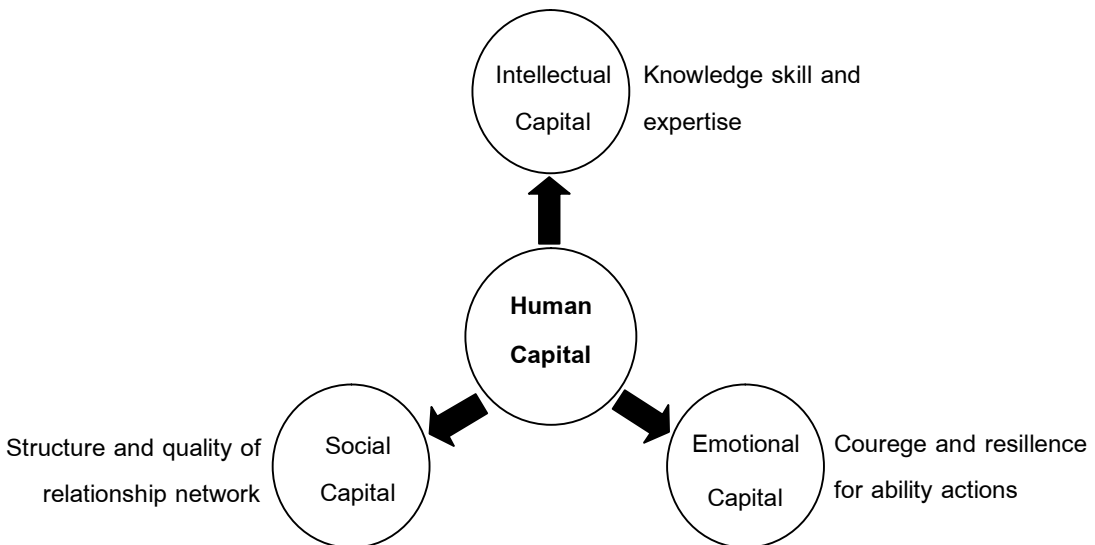 Intellectual
Capital
Knowledge skill and
expertise
Human
Capital
Structure and quality of
relationship network
Social
Capital
Emotional
Capital
Courege and resillence
for ability actions